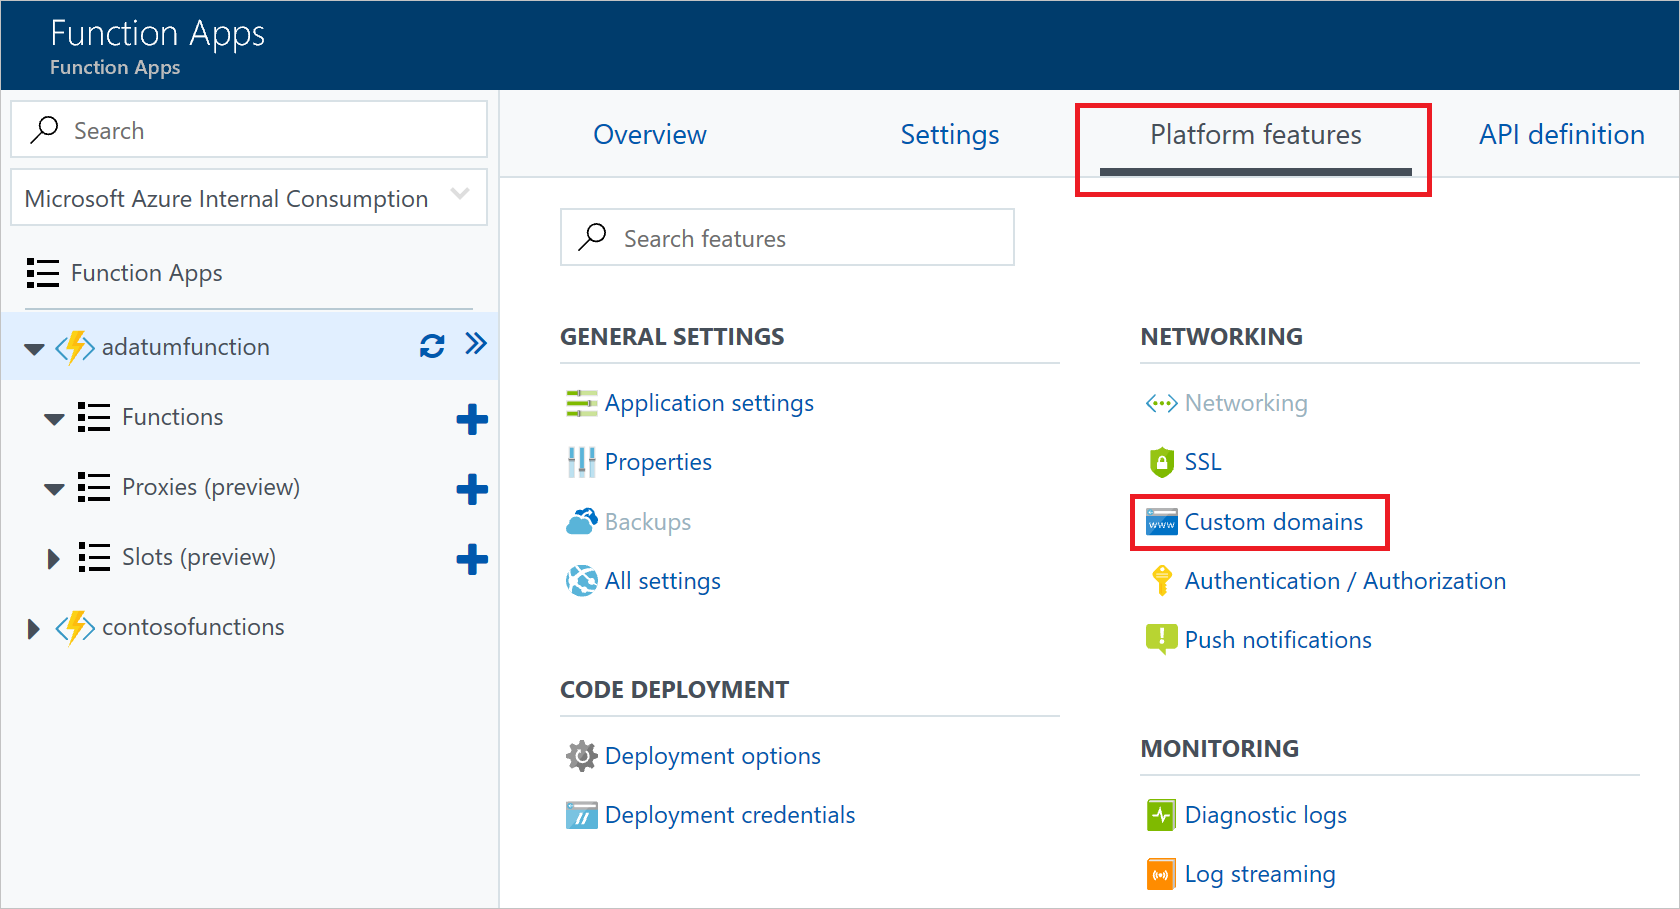 Function Apps
Function Apps
Search
Microsoft Azure Internal Consumption
Function Apps
adatumfunction
Functions
Proxies (preview)
Slots (preview)
contosofunctions
Overview
Settings
Platform features
API definition
Search features
GENERAL SETTINGS
Application settings
Properties
Backups
All settings
CODE DEPLOYMENT
Deployment options
Deployment credentials
NETWORKING
Networking
SSL
www
Custom domains
Authentication / Authorization
Push notifications
MONITORING
Diagnostic logs
Log streaming